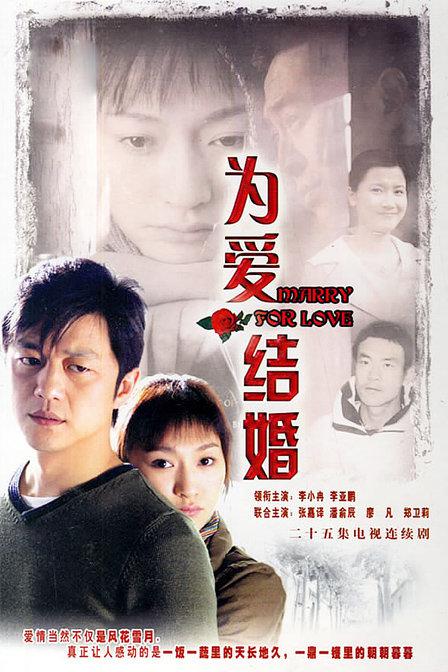 为爱结婚
MARRY
FOR LOVE
领衔主演：李小冉 李亚鹏
联合主演：张嘉译 潘俞辰 廖凡 郑卫莉
二十五集电视连续剧
爱情当然不仅是风花雪月，
真正让人感动的是一饭一蔬里的天长地久，一鼎一镬里的朝朝暮暮